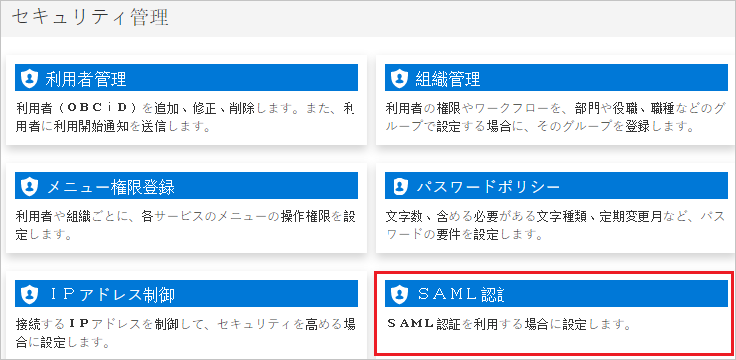 セキュリティ管理
利用者管理
利用者（ＯＢＣｉＤ）を追加、修正、削除します。また、利
用者に利用開始通知を送信します。
組織管理
利用者の権限やワークフローを、部門や役職、職種などのグ
ループで設定する場合に、そのグループを登録します。
メニュー権限登録
利用者や組織ごとに、各サービスのメニューの操作権限を設
定します。
パスワードポリシー
文字数、含める必要がある文字種類、定期変更月など、パス
ワードの要件を設定します。
ＩＰアドレス制御
接続するＩＰアドレスを制御して、セキュリティを高める場
合に設定します。
ＳＡＭＬ認証
ＳＡＭＬ認証を利用する場合に設定します。